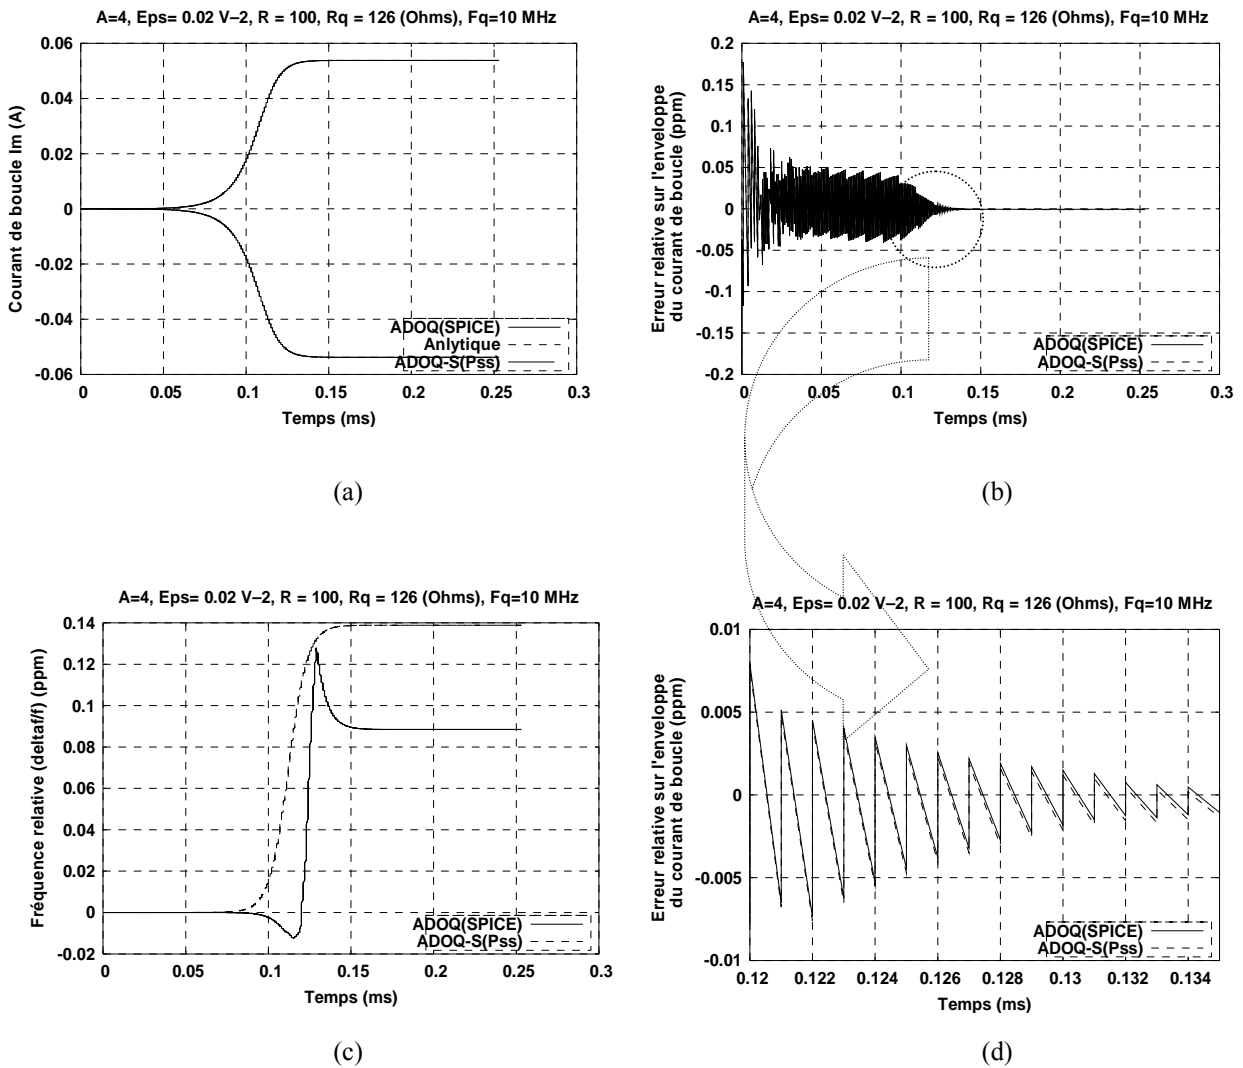 A=4, Eps= 0.02 V–2, R = 100, Rq = 126 (Ohms), Fq=10 MHz
0.06
0.04
0.02
0
-0.02
-0.04
-0.06
Courant de boucle Im (A)
ADOQ(SPICE)
Anlytique
ADOQ-S(Pss)
0 0.05 0.1 0.15 0.2 0.25 0.3
Temps (ms)
(a)
A=4, Eps= 0.02 V–2, R = 100, Rq = 126 (Ohms), Fq=10 MHz
0.2
0.15
0.1
0.05
0
-0.05
-0.1
-0.15
-0.2
Erreur relative sur l'enveloppe
du courant de boucle (ppm)
ADOQ(SPICE)
ADOQ-S(Pss)
0 0.05 0.1 0.15 0.2 0.25 0.3
Temps (ms)
(b)
A=4, Eps= 0.02 V–2, R = 100, Rq = 126 (Ohms), Fq=10 MHz
0.14
0.12
0.1
0.08
0.06
0.04
0.02
0
-0.02
Fréquence relative (deltaf/f) (ppm)
ADOQ(SPICE)
ADOQ-S(Pss)
0 0.05 0.1 0.15 0.2 0.25 0.3
Temps (ms)
(c)
A=4, Eps= 0.02 V–2, R = 100, Rq = 126 (Ohms), Fq=10 MHz
0.01
0.005
0
-0.005
-0.01
Erreur relative sur l'enveloppe
du courant de boucle (ppm)
ADOQ(SPICE)
ADOQ-S(Pss)
0.12 0.122 0.124 0.126 0.128 0.13 0.132 0.134
Temps (ms)
(d)